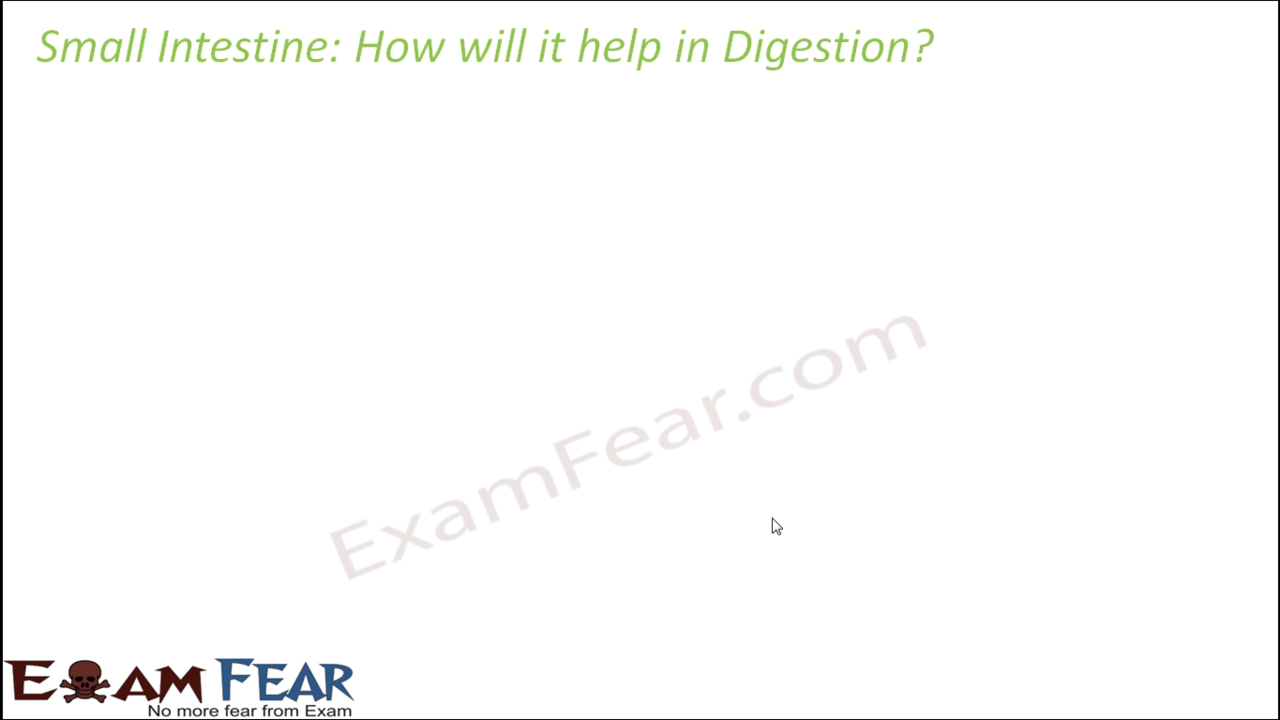 Small Intestine: How will it help in Digestion?
ExamFear.com
EXAM FEAR
No more fear from Exam